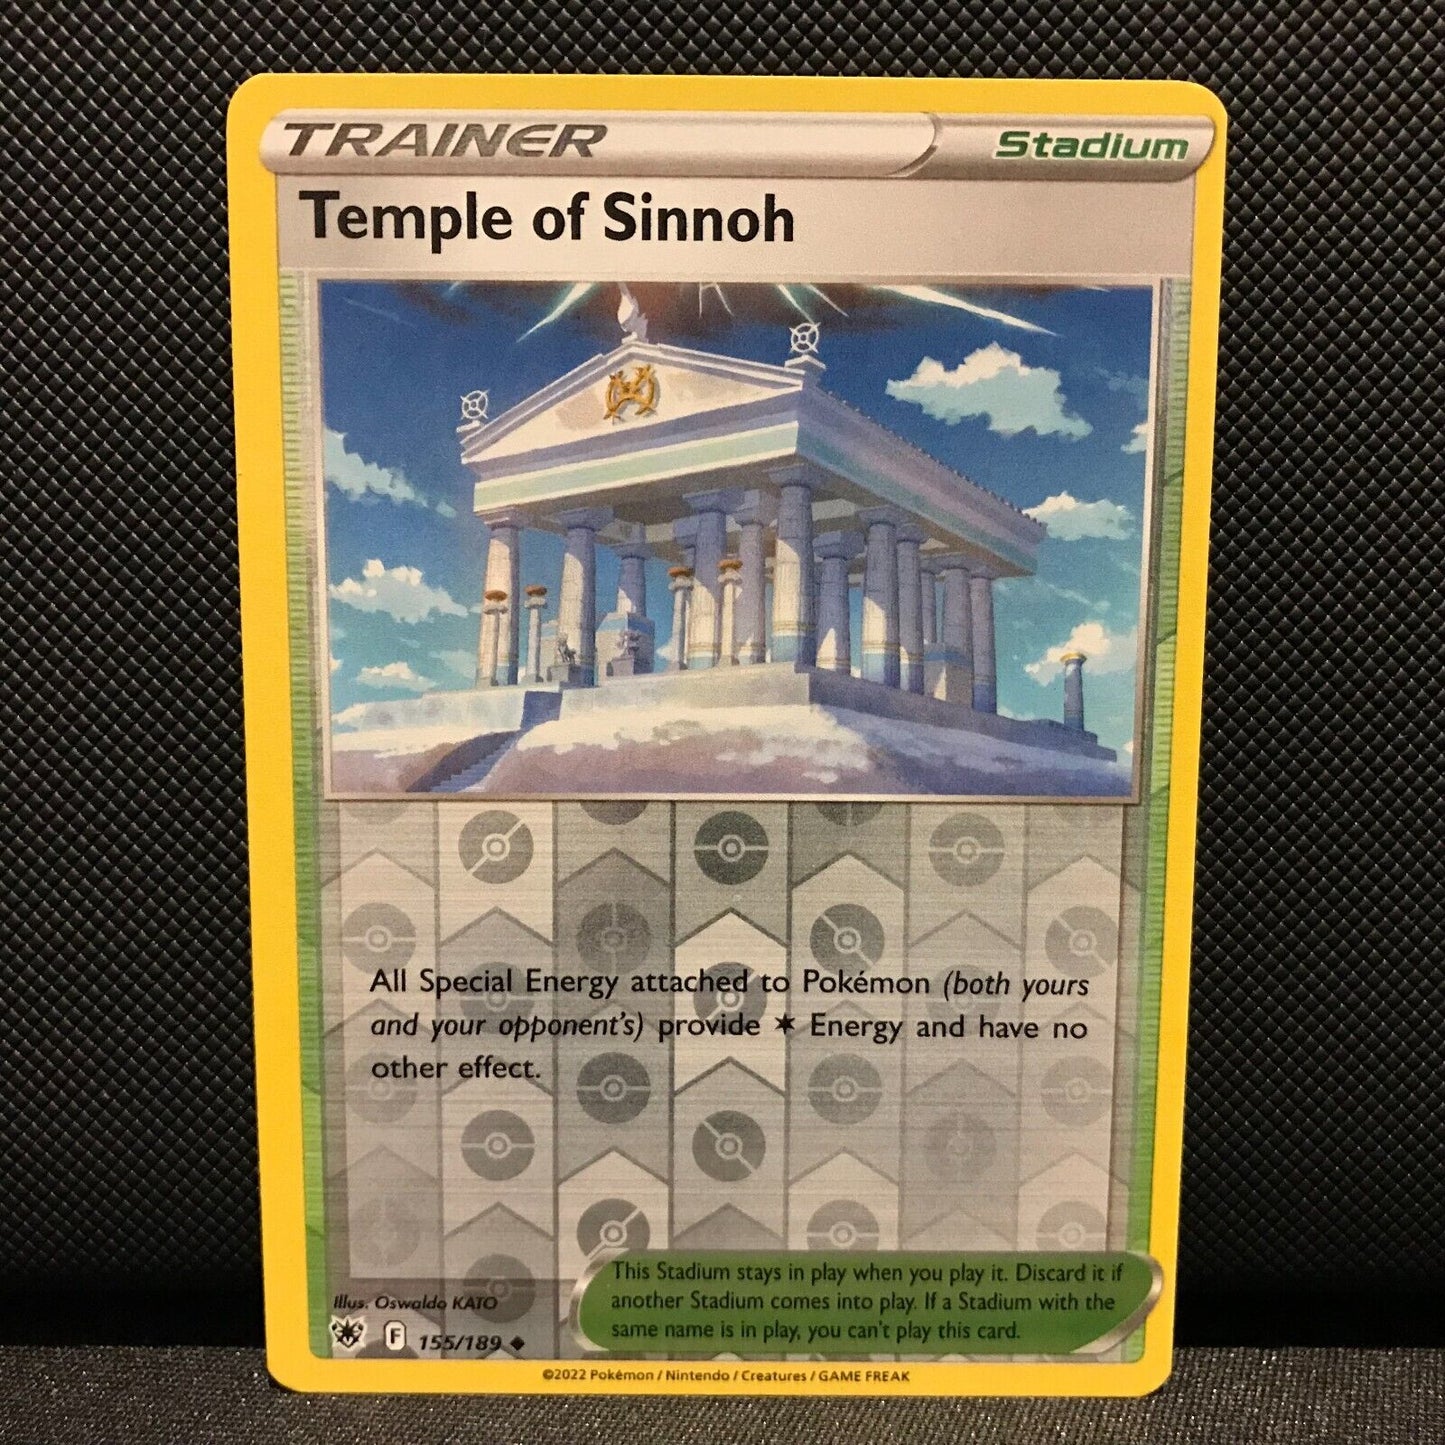 TRAINER Stadium
Temple of Sinnoh
All Special Energy attached to Pokémon (both yours
and your opponent's) provide ✶ Energy and have no
other effect.
This Stadium stays in play when you play it. Discard it if
another Stadium comes into play. If a Stadium with the
same name is in play, you can't play this card.
Illus. Oswaldo KATO
F 155/189 ◆
©2022 Pokémon / Nintendo / Creatures / GAME FREAK